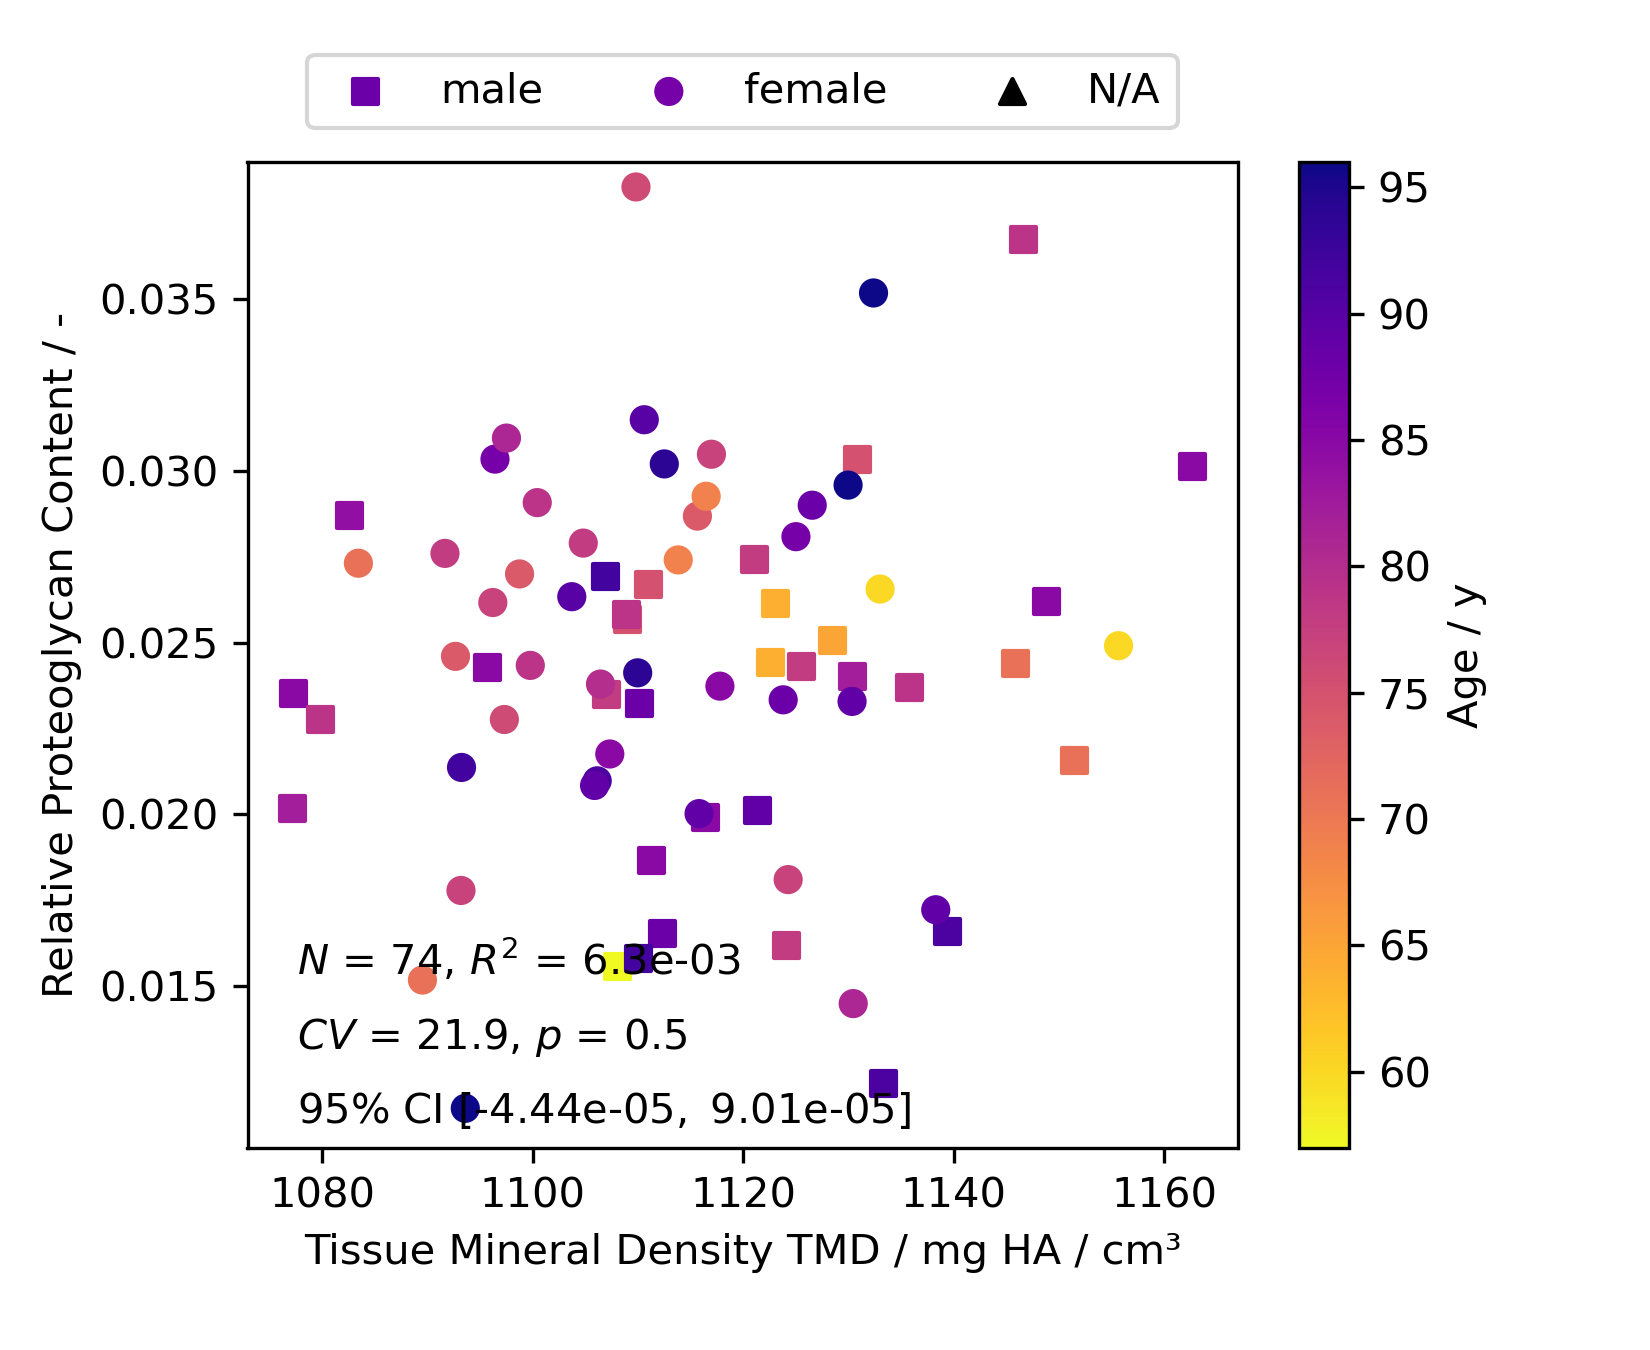 male female N/A
0.035
0.030
0.025
0.020
0.015
Relative Proteoglycan Content / -
N = 74, R² = 6.3e-03
CV = 21.9, p = 0.5
95% CI [-4.44e-05, 9.01e-05]
1080 1100 1120 1140 1160
Tissue Mineral Density TMD / mg HA / cm³
95
90
85
80
75
70
65
60
Age / y